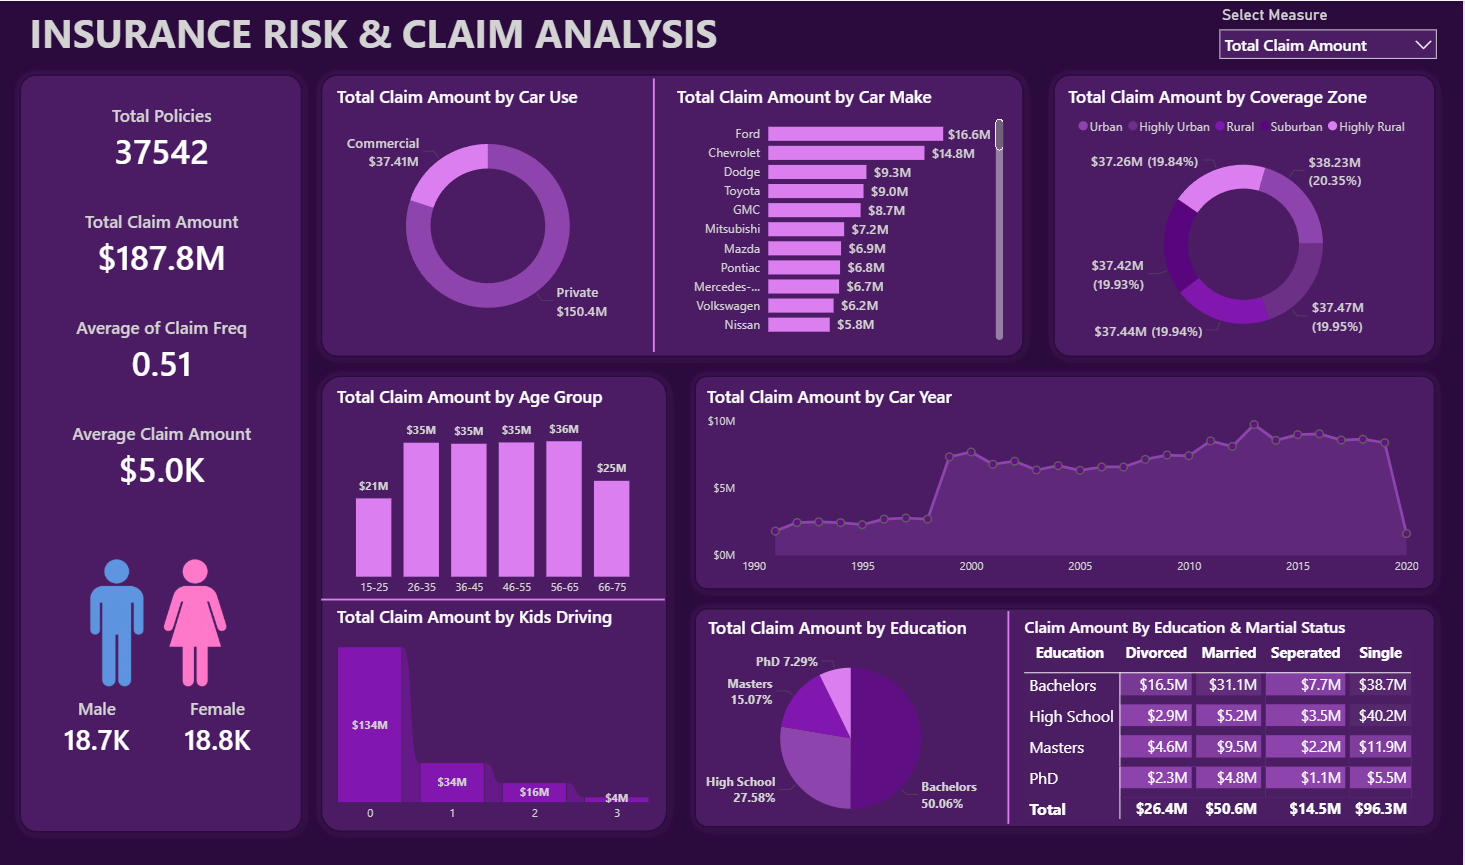 INSURANCE RISK & CLAIM ANALYSIS
Select Measure
Total Claim Amount
Total Policies
37542
Total Claim Amount
$187.8M
Average of Claim Freq
0.51
Average Claim Amount
$5.0K
Male
Female
18.7K
18.8K
Total Claim Amount by Car Use
Commercial
$37.41M
Private
$150.4M
Total Claim Amount by Car Make
Ford $16.6M
Chevrolet $14.8M
Dodge $9.3M
Toyota $9.0M
GMC $8.7M
Mitsubishi $7.2M
Mazda $6.9M
Pontiac $6.8M
Mercedes-... $6.7M
Volkswagen $6.2M
Nissan $5.8M
Total Claim Amount by Coverage Zone
Urban Highly Urban Rural Suburban Highly Rural
$37.26M (19.84%)
$38.23M
(20.35%)
$37.42M
(19.93%)
$37.47M
(19.95%)
$37.44M (19.94%)
Total Claim Amount by Age Group
$21M $35M $35M $35M $36M $25M
15-25 26-35 36-45 46-55 56-65 66-75
Total Claim Amount by Kids Driving
$134M
$34M
$16M
$4M
0 1 2 3
Total Claim Amount by Car Year
$10M
$5M
$0M
1990 1995 2000 2005 2010 2015 2020
Total Claim Amount by Education
PhD 7.29%
Masters
15.07%
High School
27.58%
Bachelors
50.06%
Claim Amount By Education & Martial Status
Education Divorced Married Seperated Single
Bachelors $16.5M $31.1M $7.7M $38.7M
High School $2.9M $5.2M $3.5M $40.2M
Masters $4.6M $9.5M $2.2M $11.9M
PhD $2.3M $4.8M $1.1M $5.5M
Total $26.4M $50.6M $14.5M $96.3M